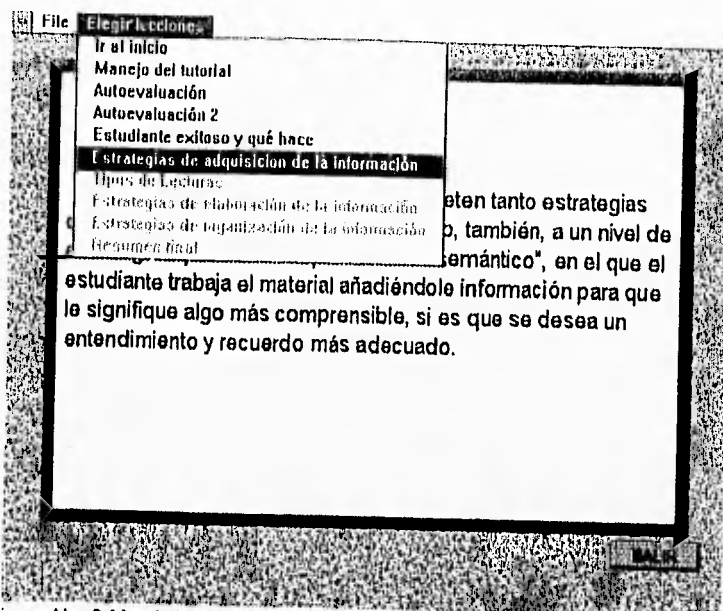 File Elegir lecciones
Ir al inicio
Manejo del tutorial
Autoevaluación
Autoevaluación 2
Estudiante exitoso y qué hace
Estrategias de adquisicion de la información
Tipos de Lecturas
Estrategias de elaboración de la información
Estrategias de organización de la información
Resumen final
eten tanto estrategias
o, también, a un nivel de
semántico", en el que el
estudiante trabaja el material añadiéndole información para que
le signifique algo más comprensible, si es que se desea un
entendimiento y recuerdo más adecuado.
SALIR